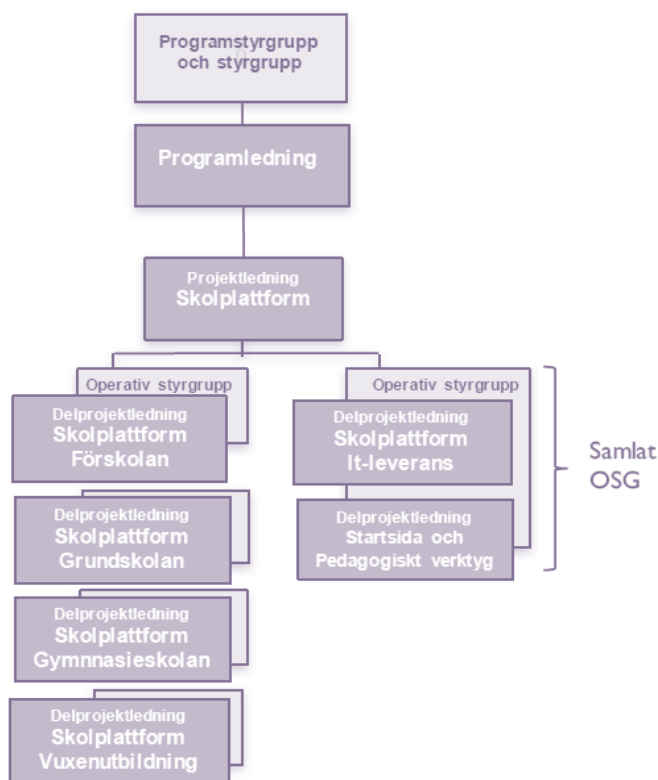 Programstyrgrupp
och styrgrupp
Programledning
Projektledning
Skolplattform
Operativ styrgrupp
Delprojektledning
Skolplattform
Förskolan
Delprojektledning
Skolplattform
Grundskolan
Delprojektledning
Skolplattform
Gymnnasieskolan
Delprojektledning
Skolplattform
Vuxenutbildning
Operativ styrgrupp
Delprojektledning
Skolplattform
It-leverans
Delprojektledning
Startsida och
Pedagogiskt verktyg
Samlat
OSG